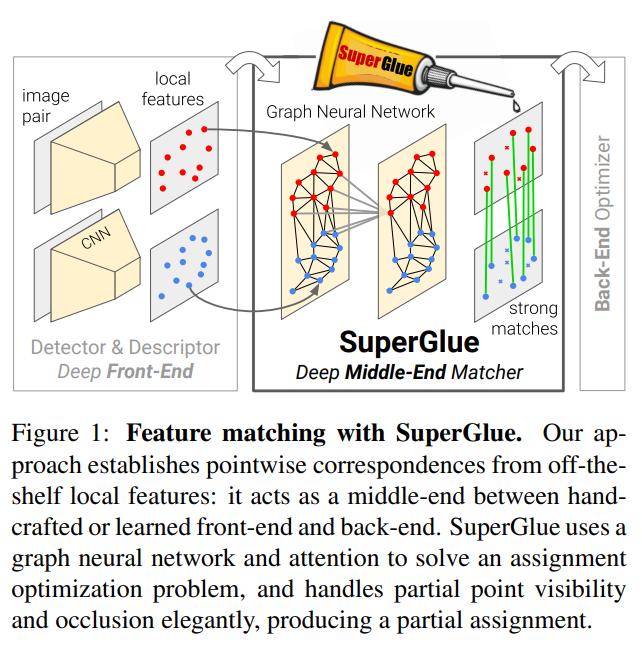 SuperGlue
image
pair
local
features
Graph Neural Network
CNN
Detector & Descriptor
Deep Front-End
strong
matches
SuperGlue
Deep Middle-End Matcher
Back-End Optimizer
Figure 1: Feature matching with SuperGlue. Our ap-
proach establishes pointwise correspondences from off-the-
shelf local features: it acts as a middle-end between hand-
crafted or learned front-end and back-end. SuperGlue uses a
graph neural network and attention to solve an assignment
optimization problem, and handles partial point visibility
and occlusion elegantly, producing a partial assignment.